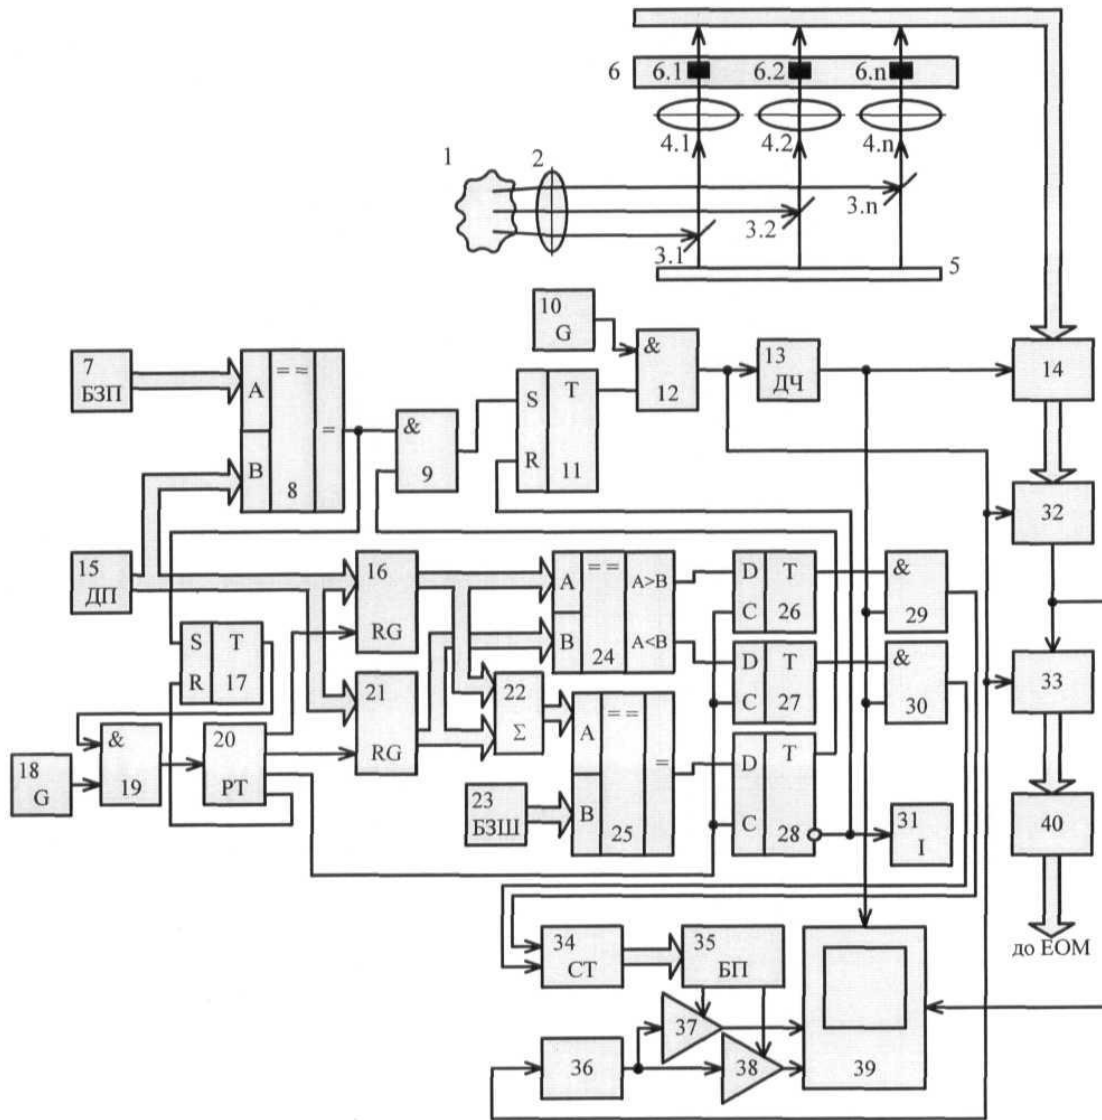 6
6.1
6.2
6.n
4.1
4.2
4.n
1
2
3.1
3.2
3.n
5
7
БЗП
A
B
= =
=
8
&
9
10
G
S
R
T
11
&
12
13
ДЧ
14
15
ДП
16
RG
S
R
T
17
18
G
&
19
20
PT
21
RG
22
Σ
23
БЗШ
A
B
= =
24
A>B
A<B
A
B
= =
=
25
D
C
T
26
D
C
T
27
D
C
T
28
&
29
&
30
31
I
32
33
40
до ЕОМ
34
СТ
35
БП
36
37
38
39